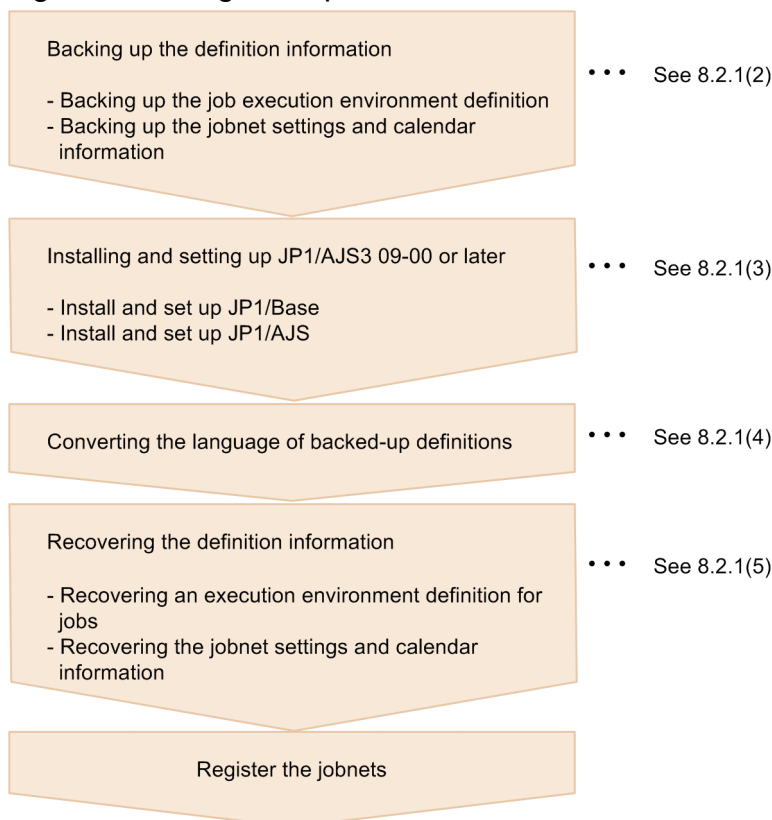 Backing up the definition information
• • • See 8.2.1(2)
- Backing up the job execution environment definition
- Backing up the jobnet settings and calendar
information
Installing and setting up JP1/AJS3 09-00 or later
• • • See 8.2.1(3)
- Install and set up JP1/Base
- Install and set up JP1/AJS
Converting the language of backed-up definitions
• • • See 8.2.1(4)
Recovering the definition information
• • • See 8.2.1(5)
- Recovering an execution environment definition for
jobs
- Recovering the jobnet settings and calendar
information
Register the jobnets